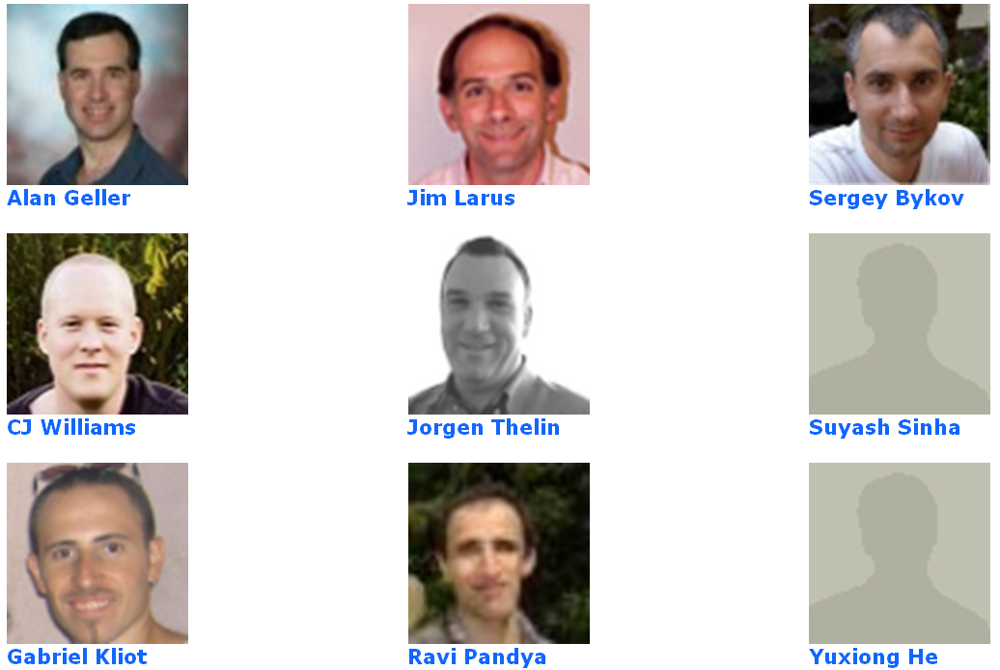 Alan Geller
Jim Larus
Sergey Bykov
CJ Williams
Jorgen Thelin
Suyash Sinha
Gabriel Kliot
Ravi Pandya
Yuxiong He